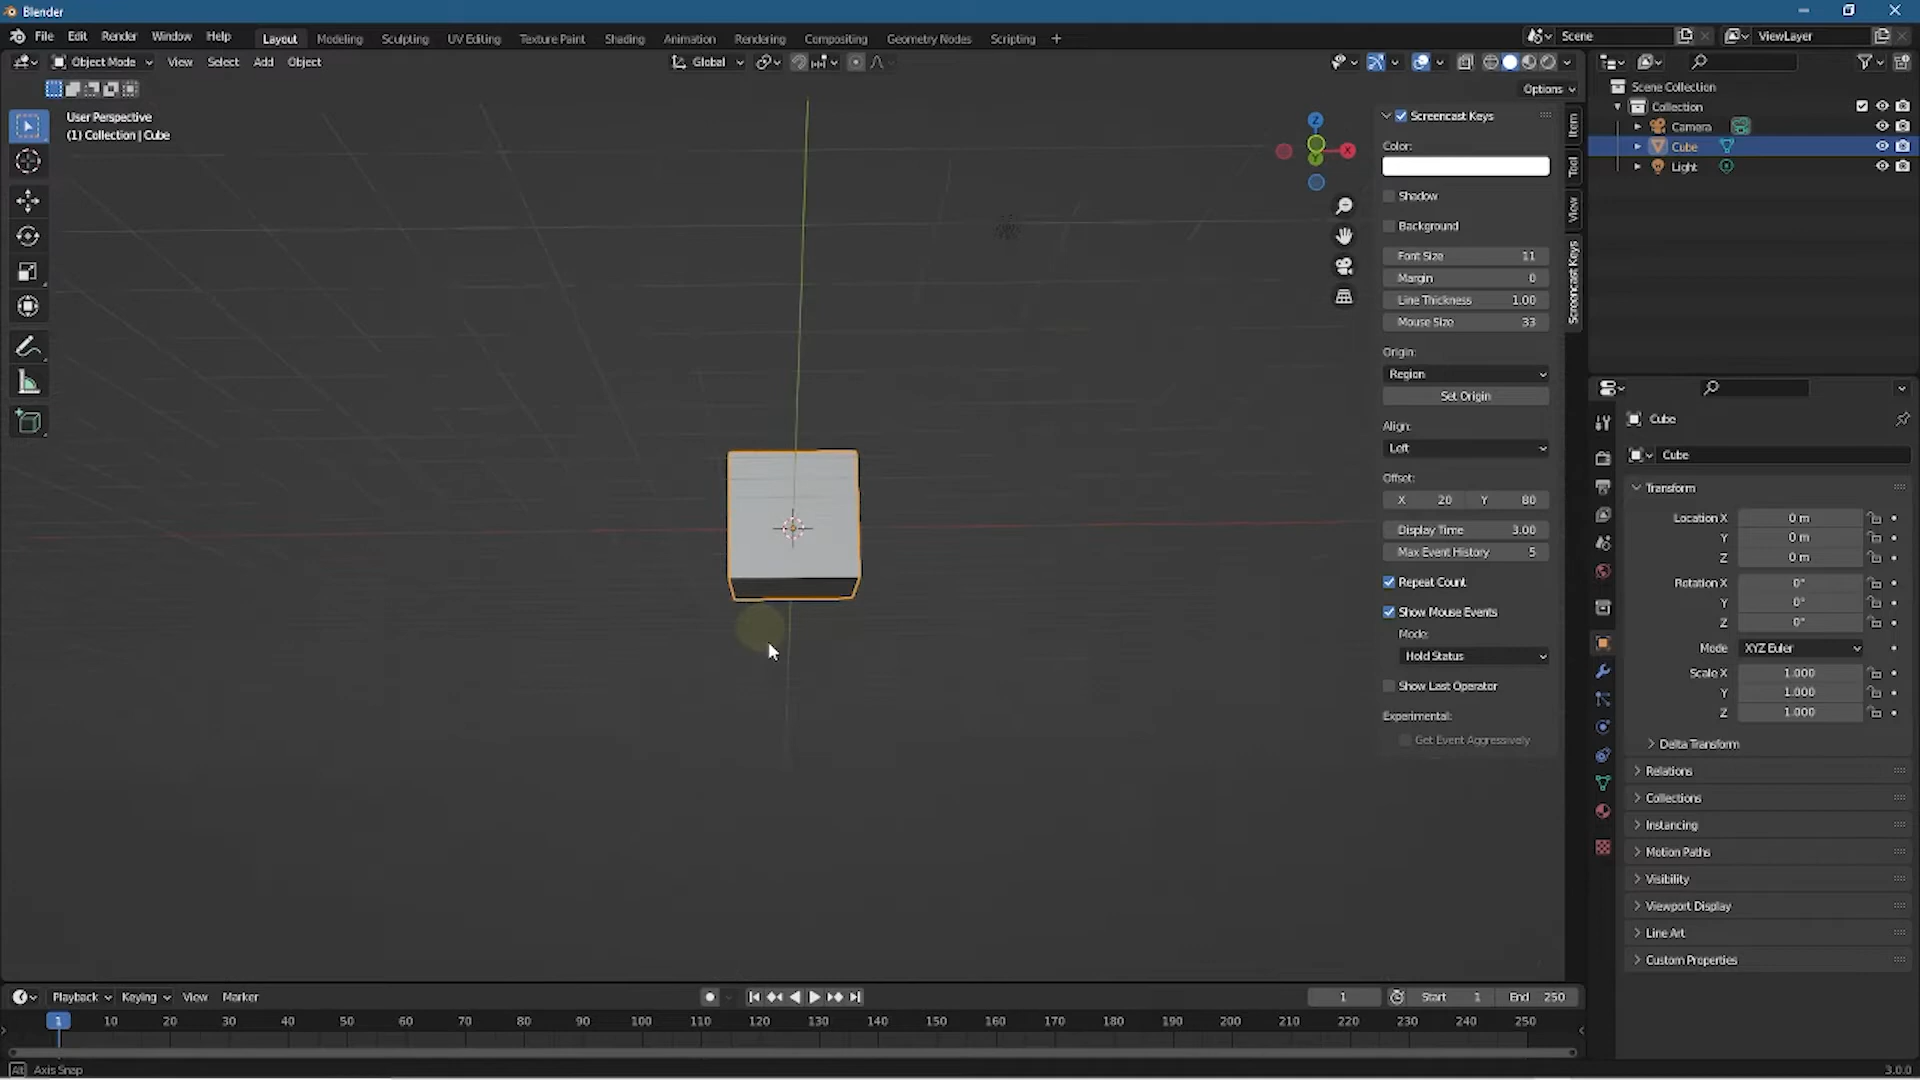 Blender
File Edit Render Window Help Layout Modeling Sculpting UV Editing Texture Paint Shading Animation Rendering Compositing Geometry Nodes Scripting + Scene ViewLayer
Object Mode View Select Add Object Global
Options
User Perspective
(1) Collection | Cube
Z
Y
X
Screencast Keys
Color:
Shadow
Background
Font Size 11
Margin 0
Line Thickness 1.00
Mouse Size 33
Origin:
Region
Set Origin
Align:
Left
Offset:
X 20 Y 80
Display Time 3.00
Max Event History 5
Repeat Count
Show Mouse Events
Mode:
Hold Status
Show Last Operator
Experimental:
Get Event Aggressively
Item
Tool
View
Screencast Keys
Scene Collection
Collection
Camera
Cube
Light
Cube
Cube
Transform
Location X 0 m
Y 0 m
Z 0 m
Rotation X 0°
Y 0°
Z 0°
Mode XYZ Euler
Scale X 1.000
Y 1.000
Z 1.000
Delta Transform
Relations
Collections
Instancing
Motion Paths
Visibility
Viewport Display
Line Art
Custom Properties
Playback Keying View Marker 1 Start 1 End 250
1 10 20 30 40 50 60 70 80 90 100 110 120 130 140 150 160 170 180 190 200 210 220 230 240 250
Alt Axis Snap 3.0.0